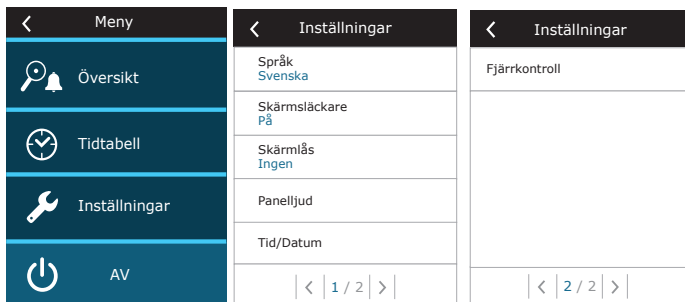 Meny
Översikt
Tidtabell
Inställningar
AV
Inställningar
Språk
Svenska
Skärmsläckare
På
Skärmlås
Ingen
Panelljud
Tid/Datum
1 / 2
Inställningar
Fjärrkontroll
2 / 2